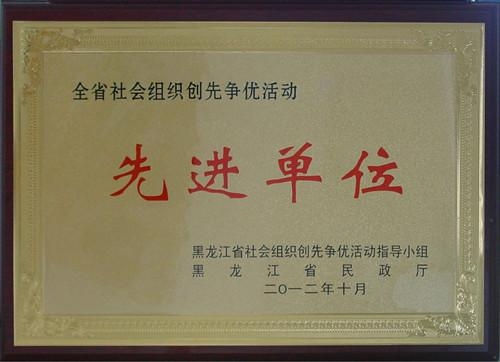 全省社会组织创先争优活动
先进单位
黑龙江省社会组织创先争优活动指导小组
黑龙江省民政厅
二〇一二年十月